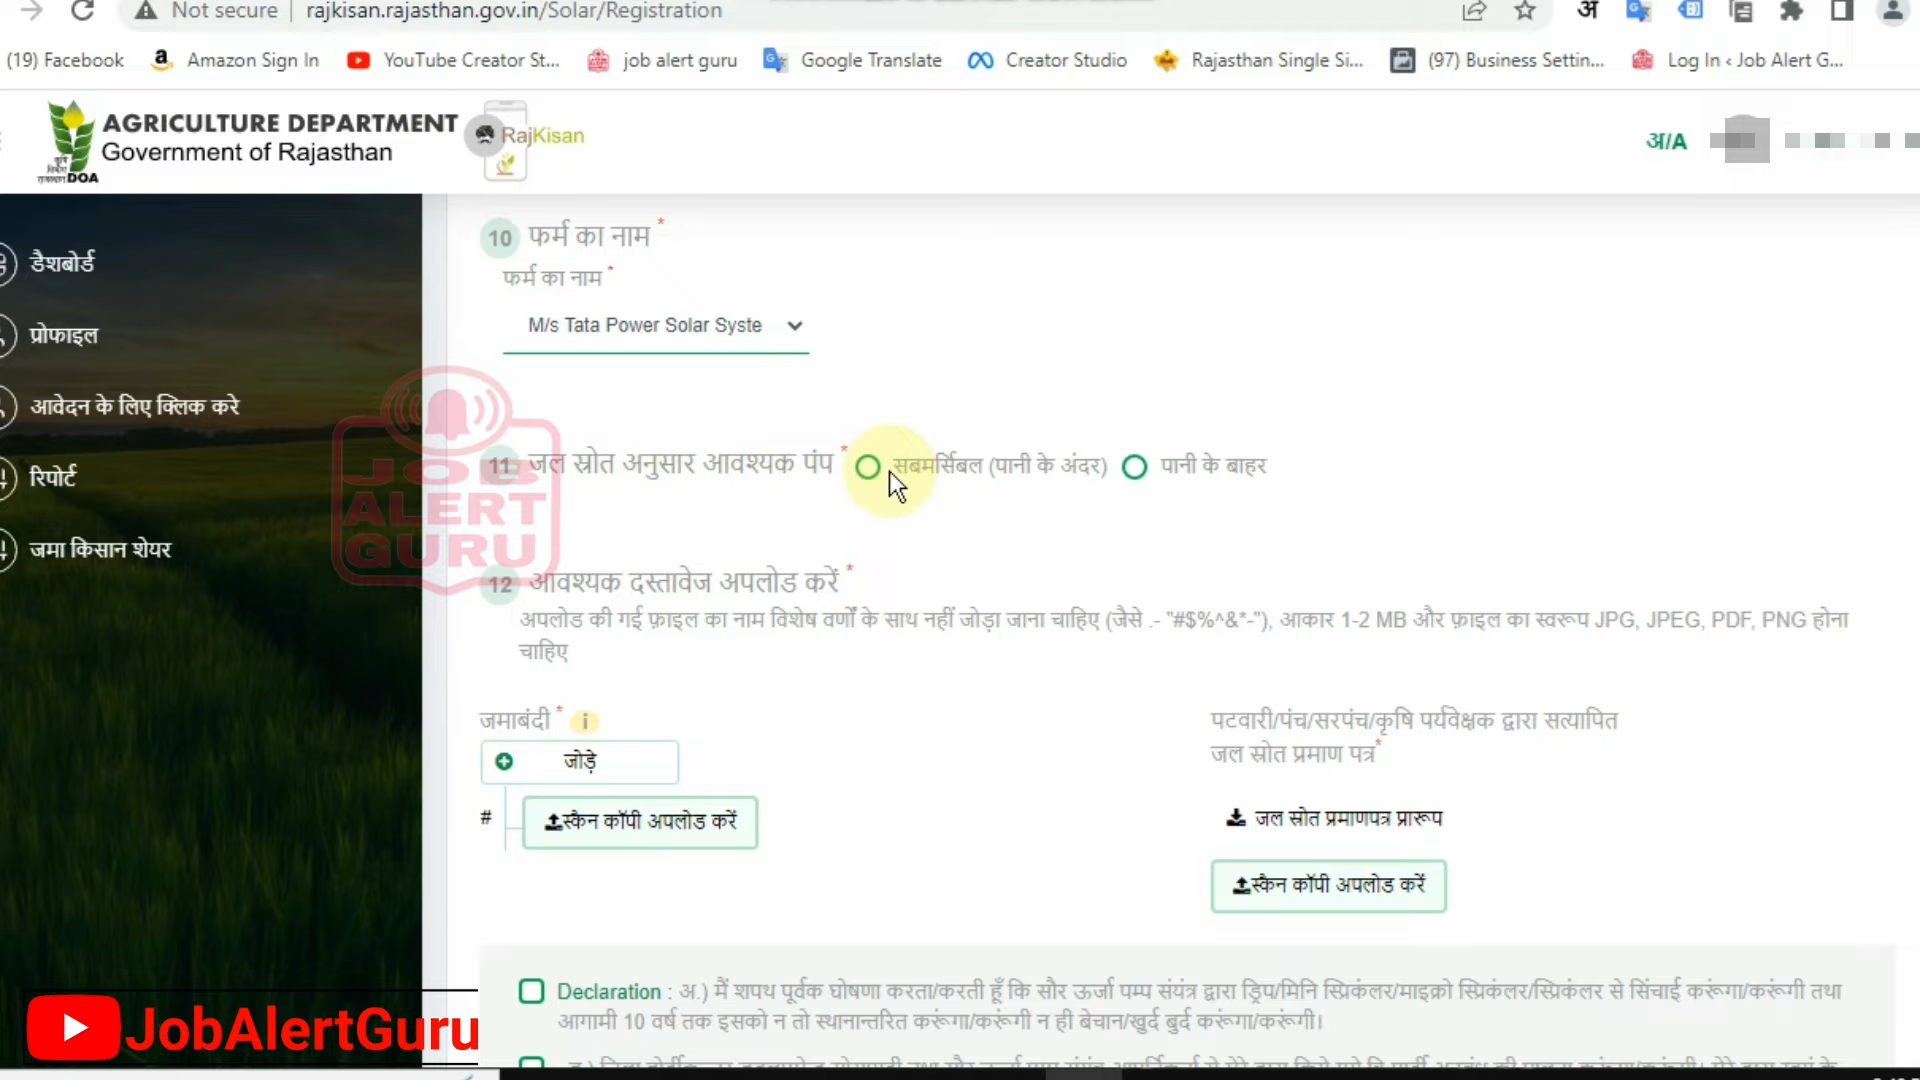 Not secure | rajkisan.rajasthan.gov.in/Solar/Registration
(19) Facebook Amazon Sign In YouTube Creator St... job alert guru Google Translate Creator Studio Rajasthan Single Si... (97) Business Settin... Log In ‹ Job Alert G...
AGRICULTURE DEPARTMENT
Government of Rajasthan
DOA
RajKisan
अ/A
डैशबोर्ड
प्रोफाइल
आवेदन के लिए क्लिक करे
रिपोर्ट
जमा किसान शेयर
10 फर्म का नाम *
फर्म का नाम *
M/s Tata Power Solar Syste
11 जल स्रोत अनुसार आवश्यक पंप * सबमर्सिबल (पानी के अंदर) पानी के बाहर
JOB
ALERT
GURU
12 आवश्यक दस्तावेज अपलोड करें *
अपलोड की गई फ़ाइल का नाम विशेष वर्णों के साथ नहीं जोड़ा जाना चाहिए (जैसे .- "#$%^&*-"), आकार 1-2 MB और फ़ाइल का स्वरूप JPG, JPEG, PDF, PNG होना
चाहिए
जमाबंदी * i
जोड़े
# स्कैन कॉपी अपलोड करें
पटवारी/पंच/सरपंच/कृषि पर्यवेक्षक द्वारा सत्यापित
जल स्रोत प्रमाण पत्र*
जल स्रोत प्रमाणपत्र प्रारूप
स्कैन कॉपी अपलोड करें
Declaration : अ.) मैं शपथ पूर्वक घोषणा करता/करती हूँ कि सौर ऊर्जा पम्प संयंत्र द्वारा ड्रिप/मिनि स्प्रिंकलर/माइक्रो स्प्रिंकलर/स्प्रिंकलर से सिंचाई करूंगा/करूंगी तथा
आगामी 10 वर्ष तक इसको न तो स्थानान्तरित करूंगा/करूंगी न ही बेचान/खुर्द बुर्द करूंगा/करूंगी।
JobAlertGuru